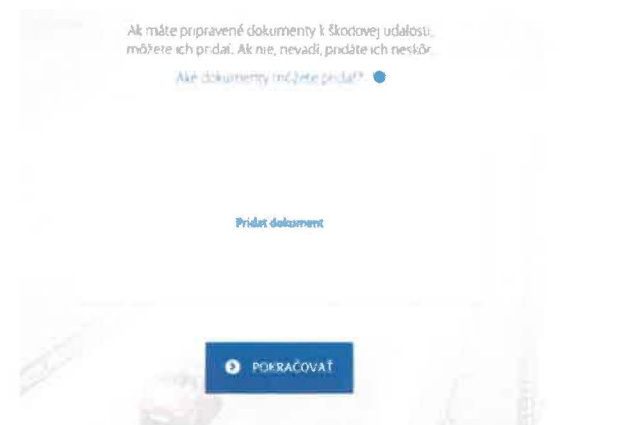 Ak máte pripravené dokumenty k škodovej udalosti,
môžete ich pridať. Ak nie, nevadí, pridáte ich neskôr.
Aké dokumenty môžete pridať?
Pridať dokument
POKRAČOVAŤ